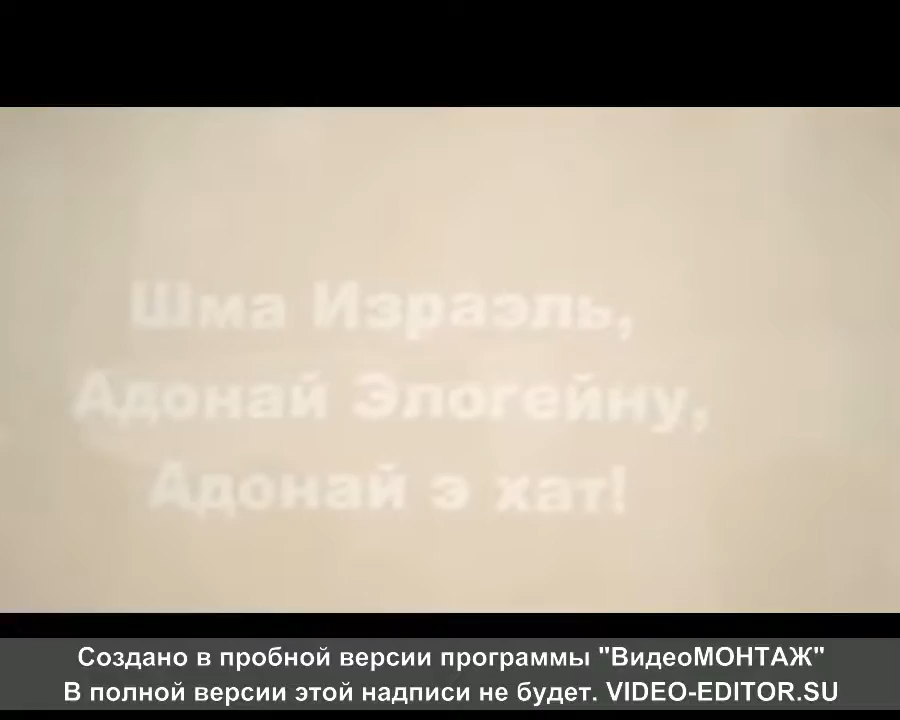 Шма Израэль,
Адонай Элогейну,
Адонай э хат!
Создано в пробной версии программы "ВидеоМОНТАЖ"
В полной версии этой надписи не будет. VIDEO-EDITOR.SU